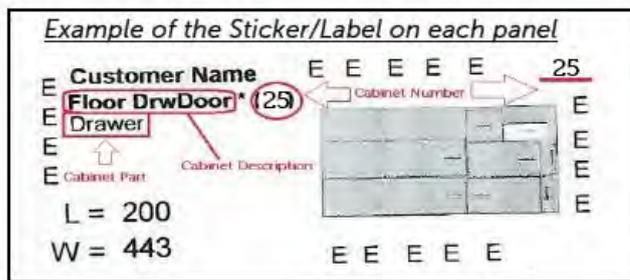 Example of the Sticker/Label on each panel
E E E E E 25
Customer Name
Floor DrwDoor * (25)
Cabinet Number
Drawer
Cabinet Part
Cabinet Description
E
E
E
E
L = 200
W = 443
E
E
E
E
E E E E E